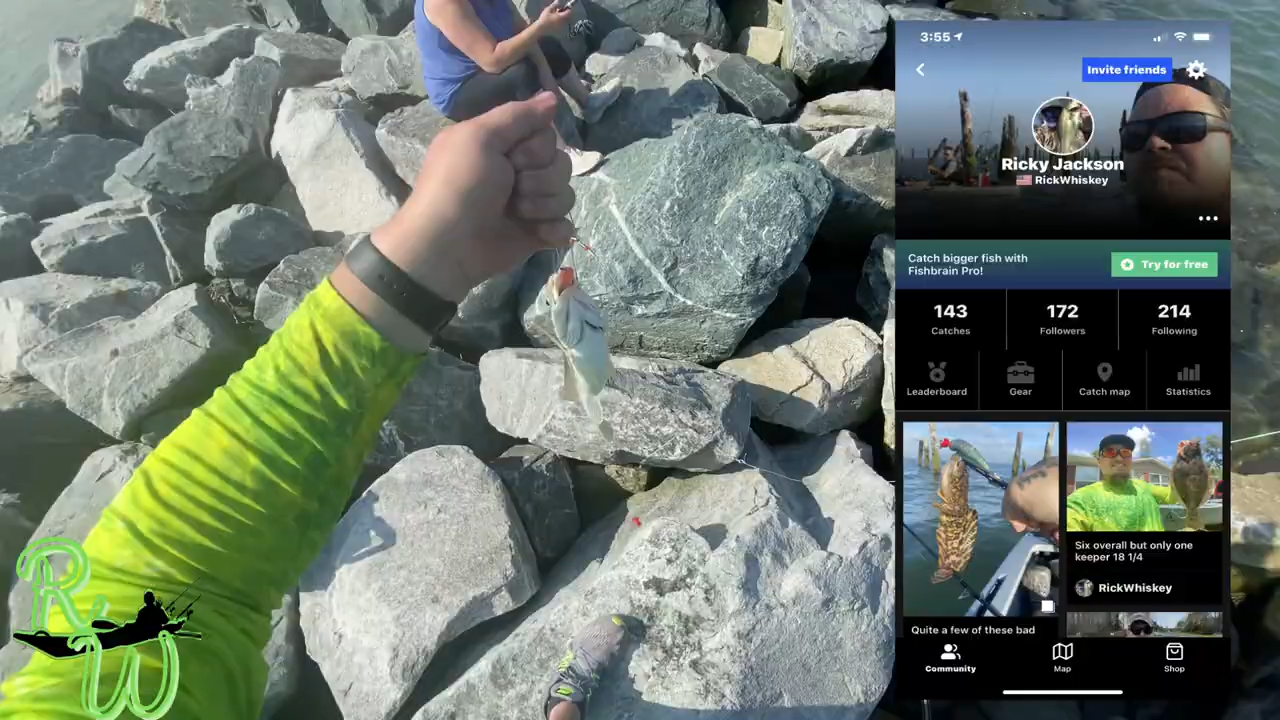 3:55
Invite friends
Ricky Jackson
RickWhiskey
Catch bigger fish with
Fishbrain Pro!
Try for free
143
Catches
172
Followers
214
Following
Leaderboard
Gear
Catch map
Statistics
Six overall but only one
keeper 18 1/4
RickWhiskey
Quite a few of these bad
Community
Map
Shop
R
W